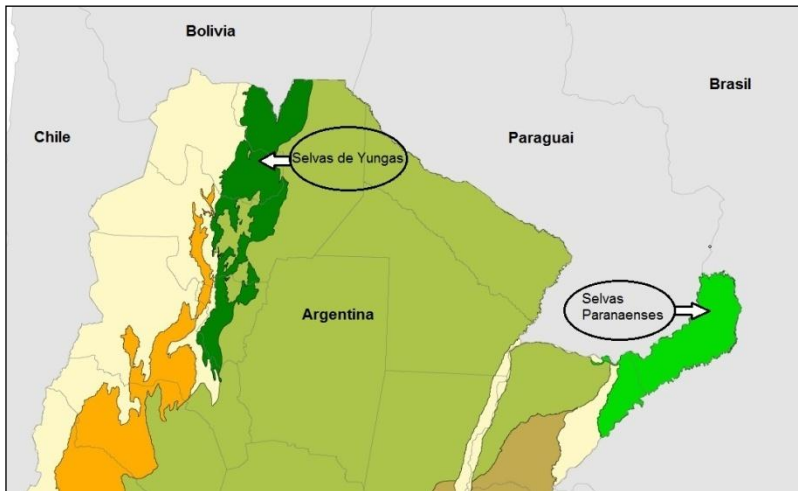 Bolivia
Brasil
Chile
Paraguai
Selvas de Yungas
Selvas
Paranaenses
Argentina